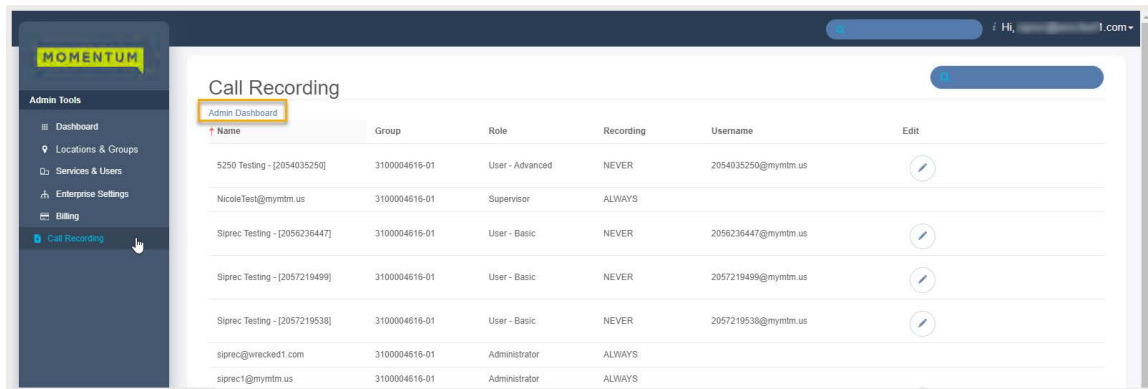 i Hi, 1.com
MOMENTUM
Admin Tools
Dashboard
Locations & Groups
Services & Users
Enterprise Settings
Billing
Call Recording
Call Recording
Admin Dashboard
↑ Name Group Role Recording Username Edit
5250 Testing - [2054035250] 3100004616-01 User - Advanced NEVER 2054035250@mymtm.us
NicoleTest@mymtm.us 3100004616-01 Supervisor ALWAYS
Siprec Testing - [2056236447] 3100004616-01 User - Basic NEVER 2056236447@mymtm.us
Siprec Testing - [2057219499] 3100004616-01 User - Basic NEVER 2057219499@mymtm.us
Siprec Testing - [2057219538] 3100004616-01 User - Basic NEVER 2057219538@mymtm.us
siprec@wrecked1.com 3100004616-01 Administrator ALWAYS
siprec1@mymtm.us 3100004616-01 Administrator ALWAYS